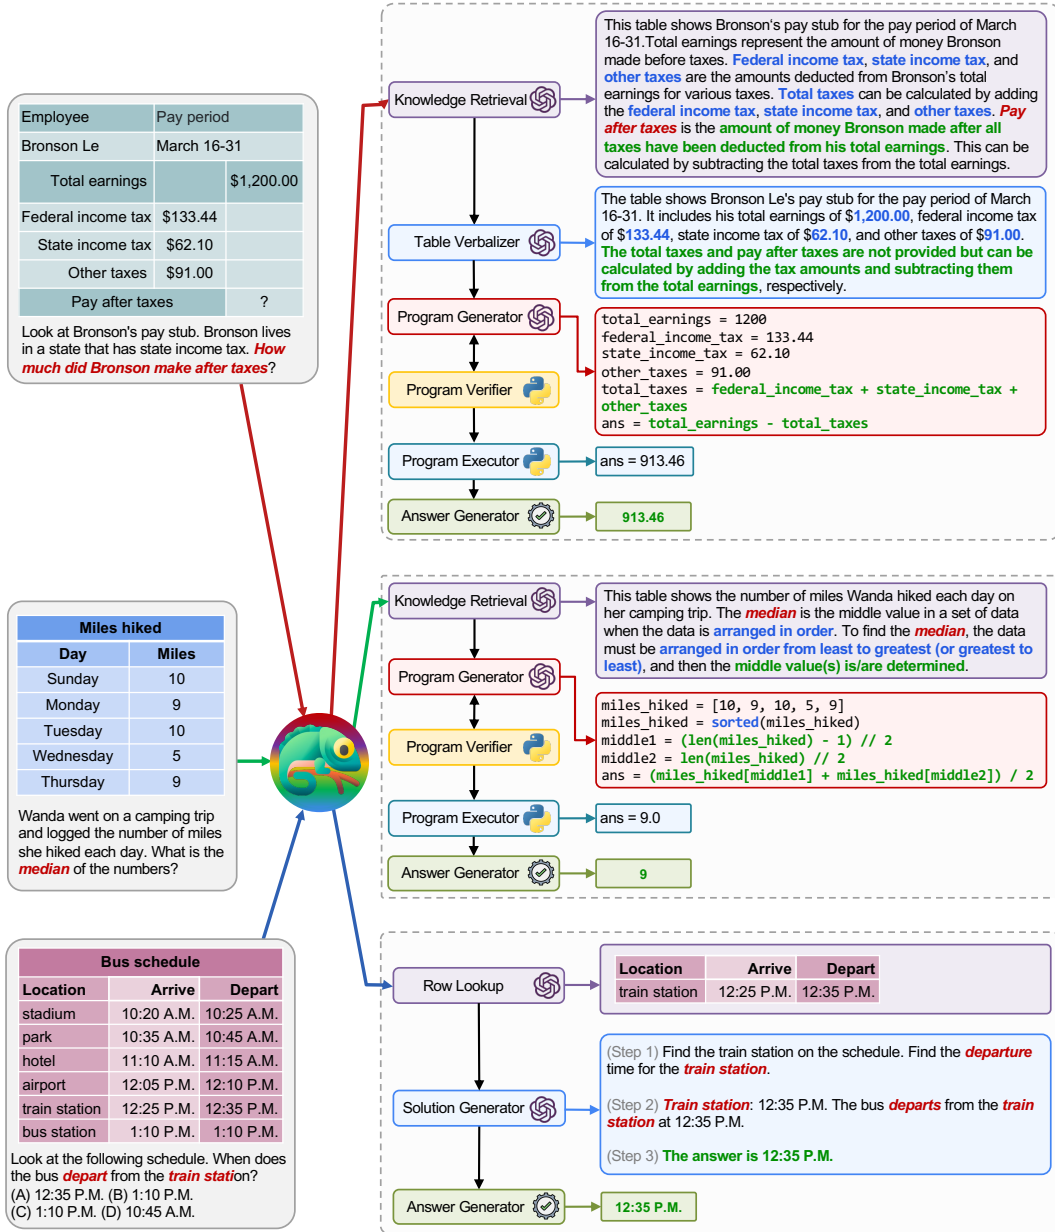 Employee Pay period
Bronson Le March 16-31
Total earnings $1,200.00
Federal income tax $133.44
State income tax $62.10
Other taxes $91.00
Pay after taxes ?
Look at Bronson's pay stub. Bronson lives
in a state that has state income tax. How
much did Bronson make after taxes?
Knowledge Retrieval
This table shows Bronson's pay stub for the pay period of March
16-31.Total earnings represent the amount of money Bronson
made before taxes. Federal income tax, state income tax, and
other taxes are the amounts deducted from Bronson's total
earnings for various taxes. Total taxes can be calculated by adding
the federal income tax, state income tax, and other taxes. Pay
after taxes is the amount of money Bronson made after all
taxes have been deducted from his total earnings. This can be
calculated by subtracting the total taxes from the total earnings.
Table Verbalizer
The table shows Bronson Le's pay stub for the pay period of March
16-31. It includes his total earnings of $1,200.00, federal income tax
of $133.44, state income tax of $62.10, and other taxes of $91.00.
The total taxes and pay after taxes are not provided but can be
calculated by adding the tax amounts and subtracting them
from the total earnings, respectively.
Program Generator
total_earnings = 1200
federal_income_tax = 133.44
state_income_tax = 62.10
other_taxes = 91.00
total_taxes = federal_income_tax + state_income_tax +
other_taxes
ans = total_earnings - total_taxes
Program Verifier
Program Executor
ans = 913.46
Answer Generator
913.46
Miles hiked
Day Miles
Sunday 10
Monday 9
Tuesday 10
Wednesday 5
Thursday 9
Wanda went on a camping trip
and logged the number of miles
she hiked each day. What is the
median of the numbers?
Knowledge Retrieval
This table shows the number of miles Wanda hiked each day on
her camping trip. The median is the middle value in a set of data
when the data is arranged in order. To find the median, the data
must be arranged in order from least to greatest (or greatest to
least), and then the middle value(s) is/are determined.
Program Generator
miles_hiked = [10, 9, 10, 5, 9]
miles_hiked = sorted(miles_hiked)
middle1 = (len(miles_hiked) - 1) // 2
middle2 = len(miles_hiked) // 2
ans = (miles_hiked[middle1] + miles_hiked[middle2]) / 2
Program Verifier
Program Executor
ans = 9.0
Answer Generator
9
Bus schedule
Location Arrive Depart
stadium 10:20 A.M. 10:25 A.M.
park 10:35 A.M. 10:45 A.M.
hotel 11:10 A.M. 11:15 A.M.
airport 12:05 P.M. 12:10 P.M.
train station 12:25 P.M. 12:35 P.M.
bus station 1:10 P.M. 1:10 P.M.
Look at the following schedule. When does
the bus depart from the train station?
(A) 12:35 P.M. (B) 1:10 P.M.
(C) 1:10 P.M. (D) 10:45 A.M.
Row Lookup
Location Arrive Depart
train station 12:25 P.M. 12:35 P.M.
Solution Generator
(Step 1) Find the train station on the schedule. Find the departure
time for the train station.
(Step 2) Train station: 12:35 P.M. The bus departs from the train
station at 12:35 P.M.
(Step 3) The answer is 12:35 P.M.
Answer Generator
12:35 P.M.